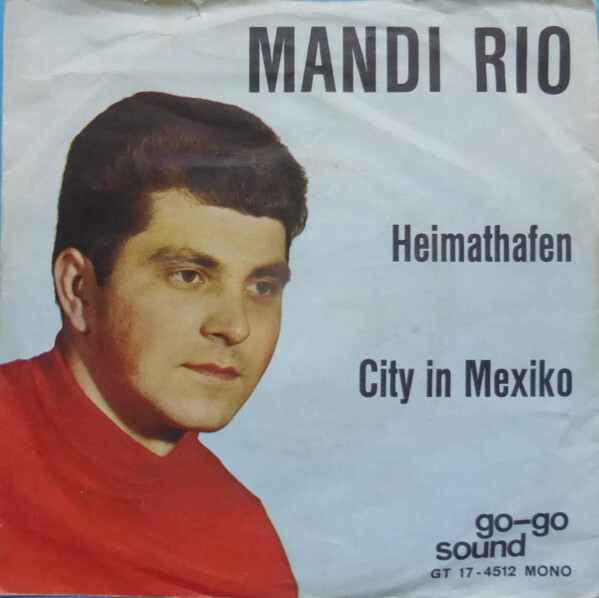 MANDI RIO
Heimathafen
City in Mexiko
go-go
sound
GT 17-4512 MONO